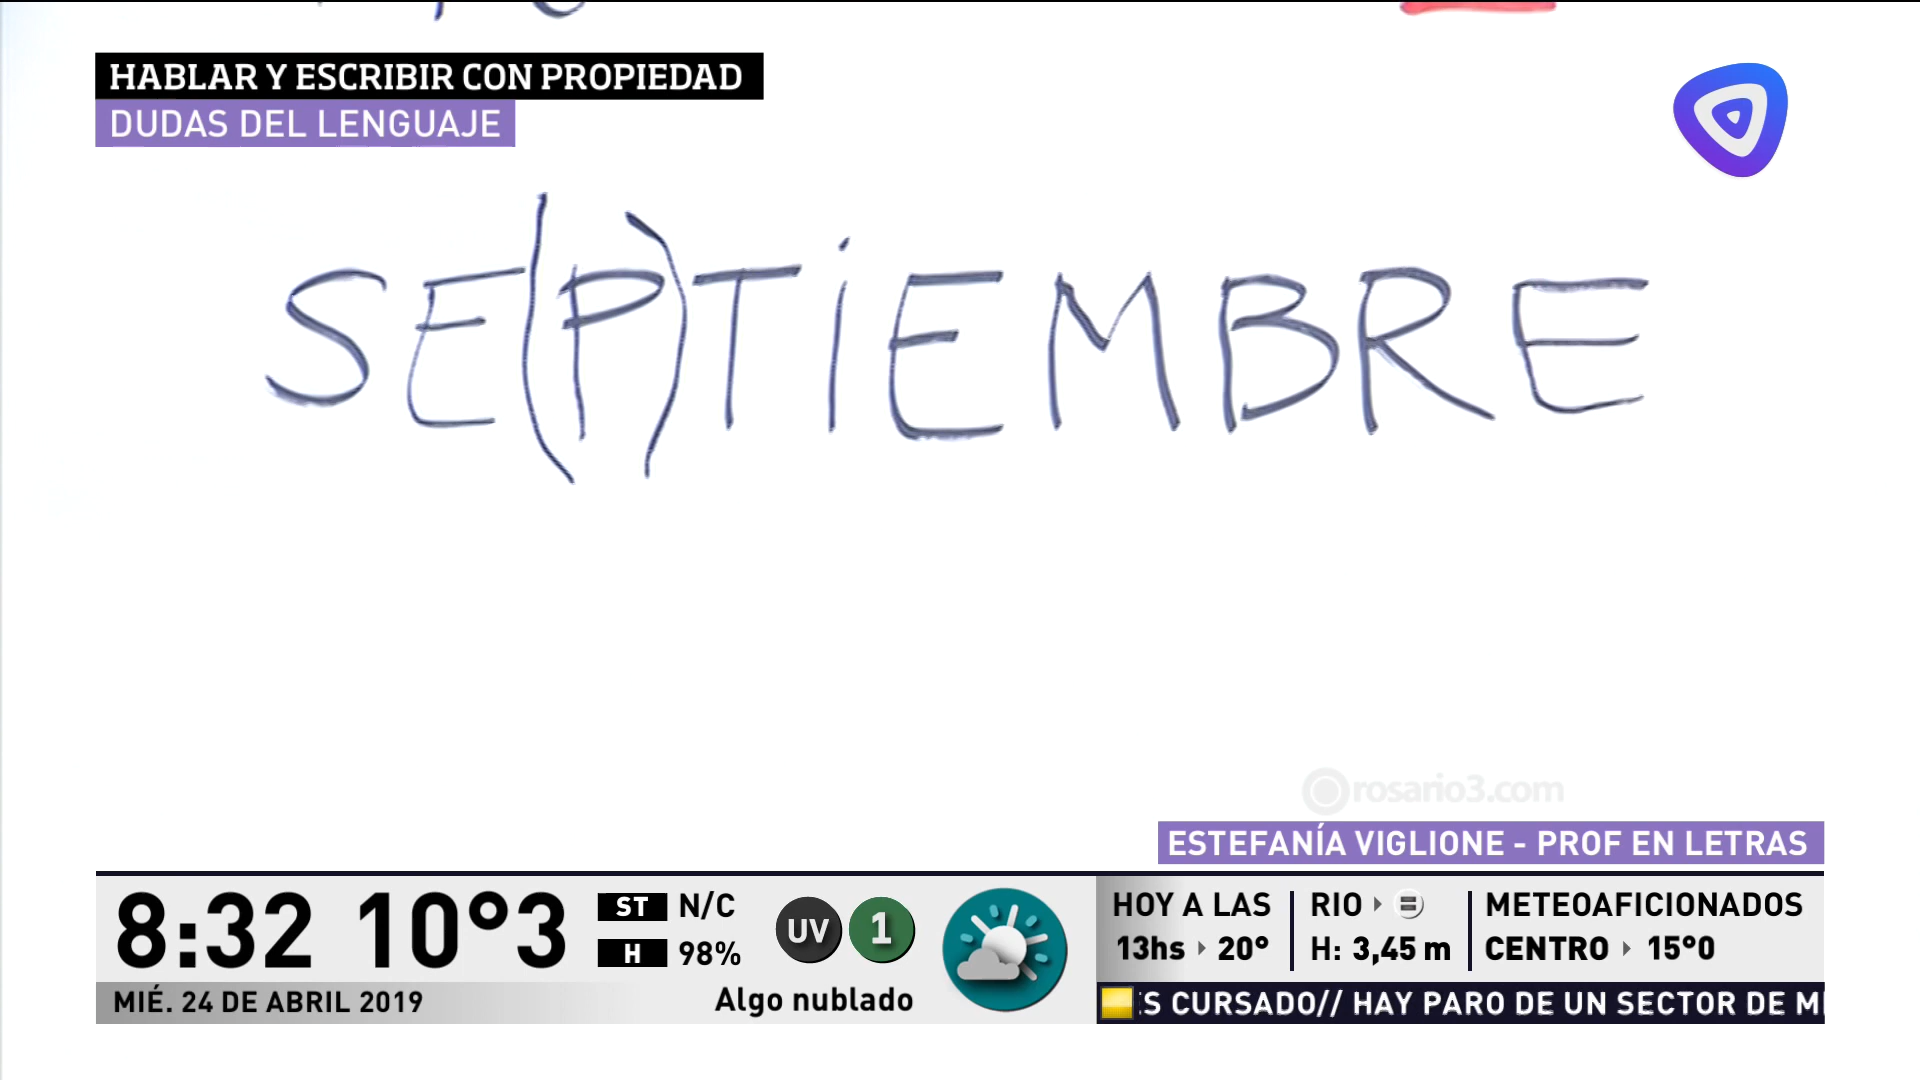 HABLAR Y ESCRIBIR CON PROPIEDAD
DUDAS DEL LENGUAJE
SE(P)TiEMBRE
rosario3.com
ESTEFANÍA VIGLIONE - PROF EN LETRAS
8:32 10°3
ST N/C
H 98%
UV 1
Algo nublado
MIÉ. 24 DE ABRIL 2019
HOY A LAS
13hs 20°
RIO =
H: 3,45 m
METEOAFICIONADOS
CENTRO 15°0
ES CURSADO// HAY PARO DE UN SECTOR DE M